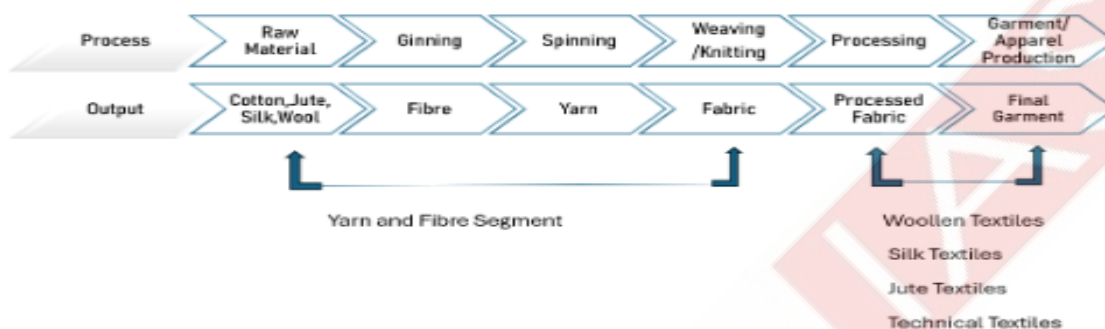 Process
Raw
Material
Ginning
Spinning
Weaving
/Knitting
Processing
Garment/
Apparel
Production
Output
Cotton,Jute,
Silk,Wool
Fibre
Yarn
Fabric
Processed
Fabric
Final
Garment
Yarn and Fibre Segment
Woollen Textiles
Silk Textiles
Jute Textiles
Technical Textiles